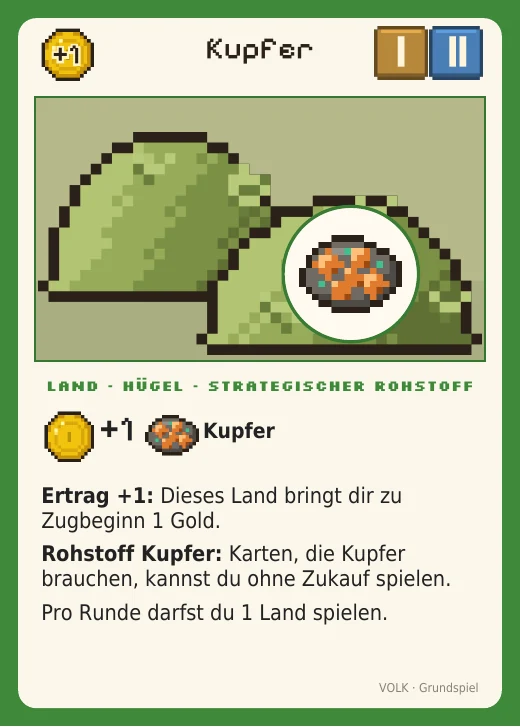 +1
Kupfer
I II
LAND · HÜGEL · STRATEGISCHER ROHSTOFF
+1 Kupfer
Ertrag +1: Dieses Land bringt dir zu
Zugbeginn 1 Gold.
Rohstoff Kupfer: Karten, die Kupfer
brauchen, kannst du ohne Zukauf spielen.
Pro Runde darfst du 1 Land spielen.
VOLK · Grundspiel